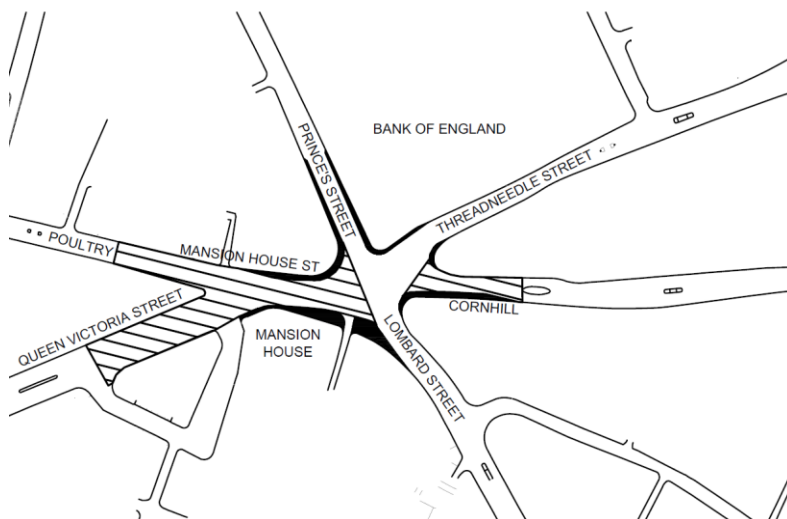 BANK OF ENGLAND
PRINCE'S STREET
THREADNEEDLE STREET
POULTRY
MANSION HOUSE ST
QUEEN VICTORIA STREET
MANSION
HOUSE
CORNHILL
LOMBARD STREET